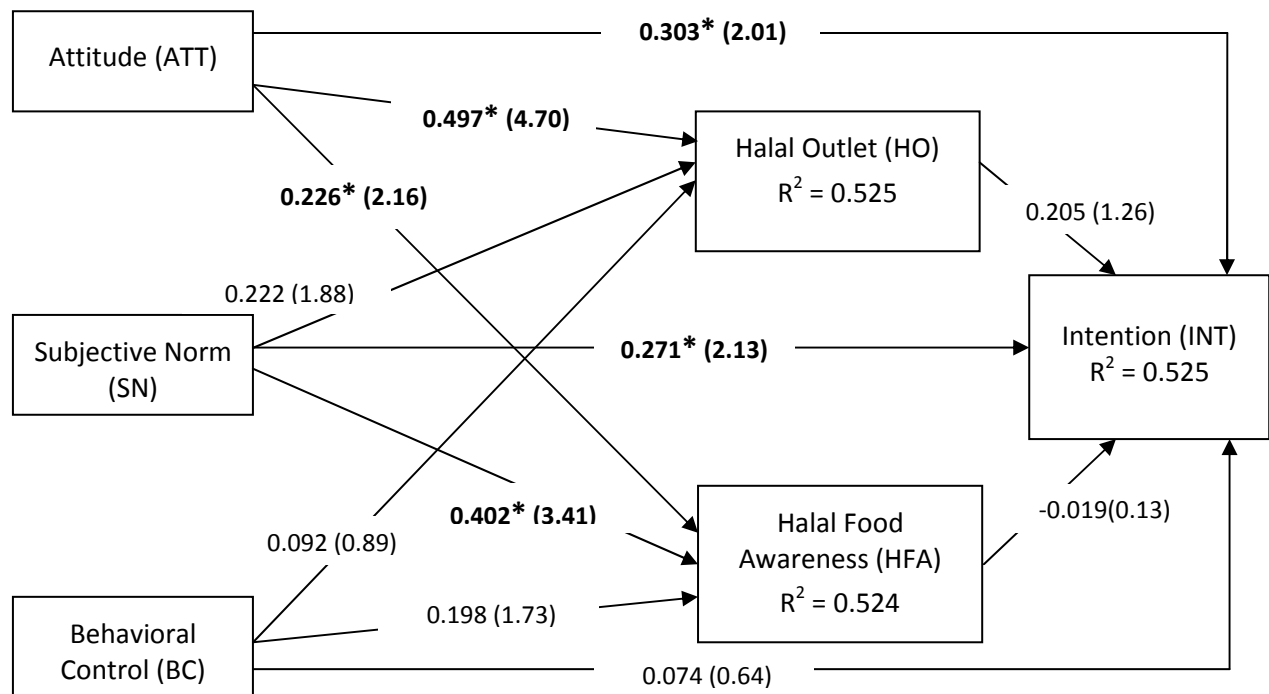 Attitude (ATT)
0.303* (2.01)
0.497* (4.70)
Halal Outlet (HO)
R² = 0.525
0.226* (2.16)
0.205 (1.26)
0.222 (1.88)
Subjective Norm
(SN)
0.271* (2.13)
Intention (INT)
R² = 0.525
0.402* (3.41)
0.092 (0.89)
Halal Food
Awareness (HFA)
R² = 0.524
-0.019(0.13)
0.198 (1.73)
Behavioral
Control (BC)
0.074 (0.64)